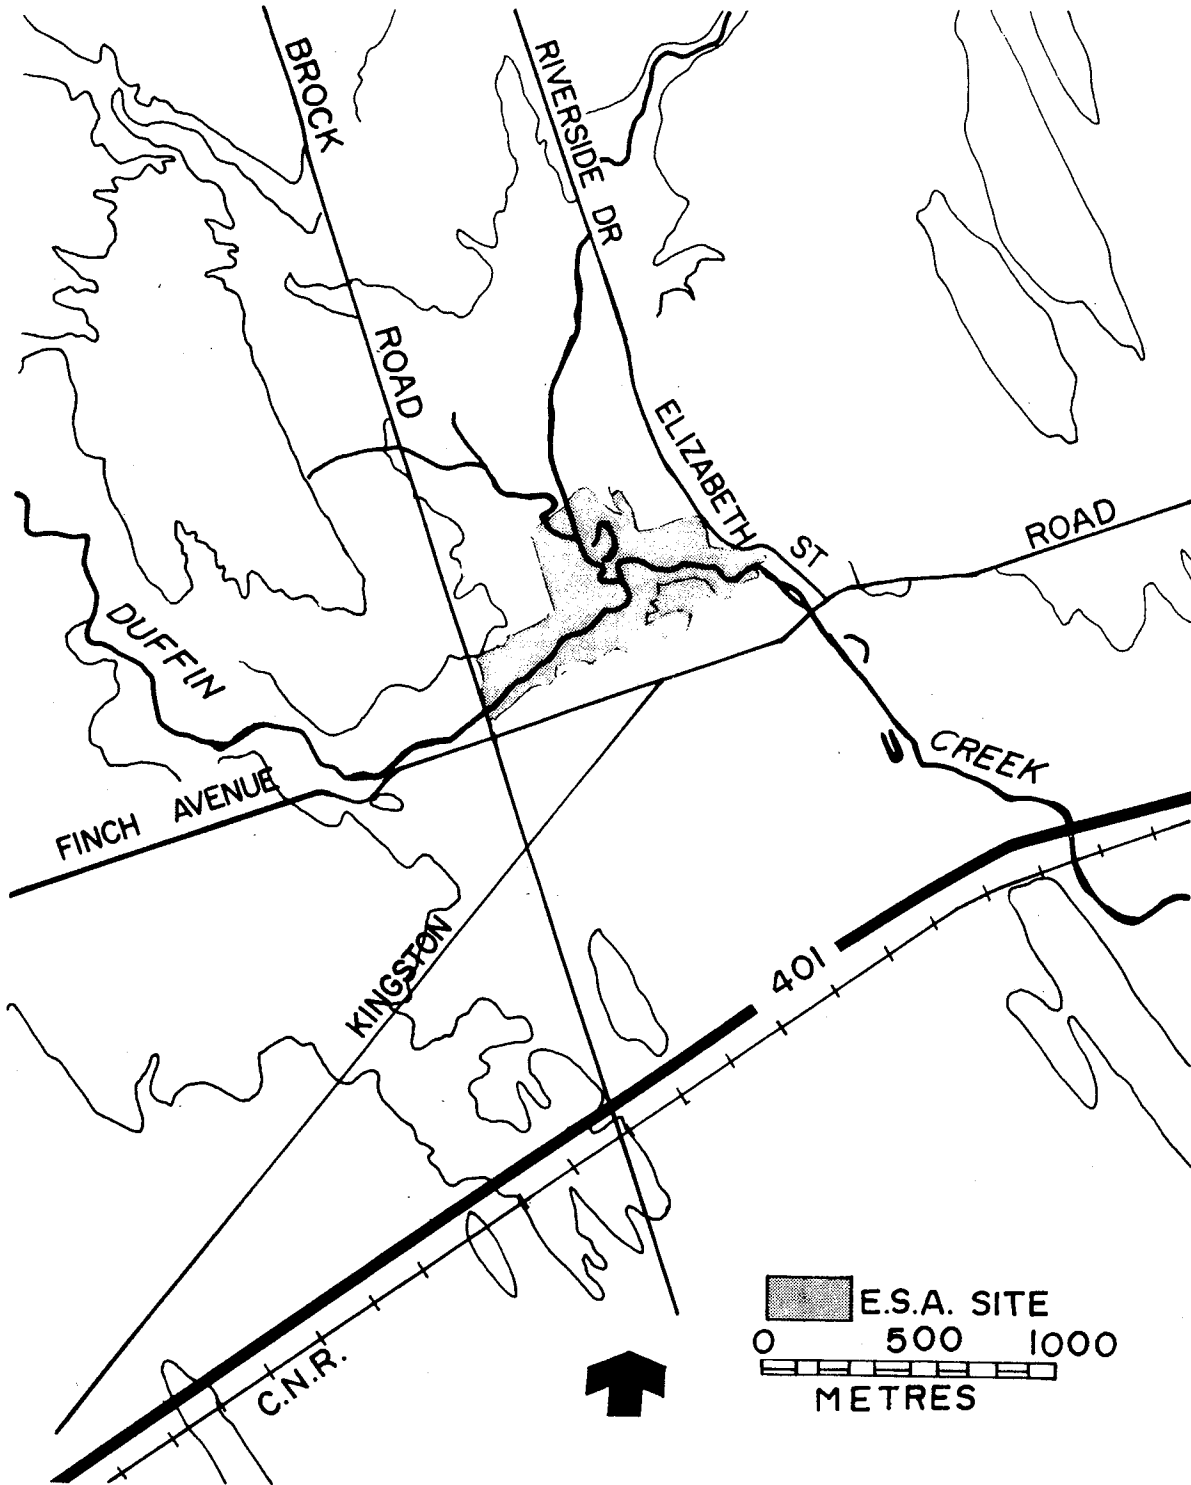 BROCK
ROAD
RIVERSIDE DR
ELIZABETH ST
ROAD
DUFFIN
CREEK
FINCH AVENUE
KINGSTON
401
C.N.R.
E.S.A. SITE
0 500 1000
METRES